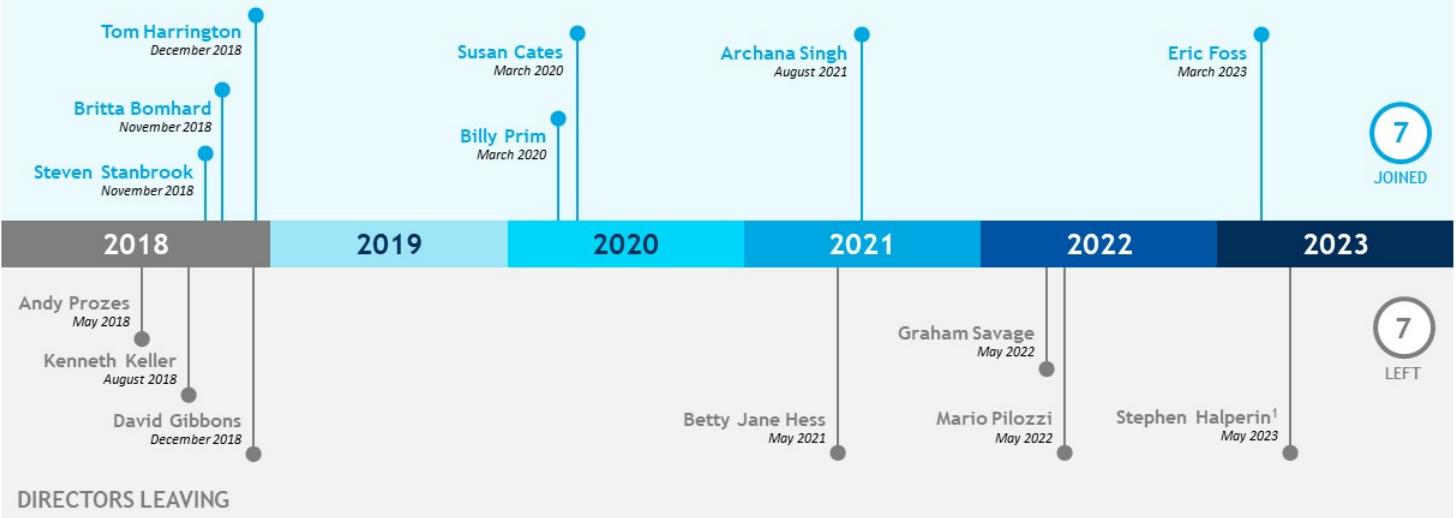 Tom Harrington
December 2018
Britta Bomhard
November 2018
Steven Stanbrook
November 2018
Susan Cates
March 2020
Billy Prim
March 2020
Archana Singh
August 2021
Eric Foss
March 2023
7
JOINED
2018 2019 2020 2021 2022 2023
Andy Prozes
May 2018
Kenneth Keller
August 2018
David Gibbons
December 2018
Betty Jane Hess
May 2021
Graham Savage
May 2022
Mario Pilozzi
May 2022
Stephen Halperin¹
May 2023
7
LEFT
DIRECTORS LEAVING